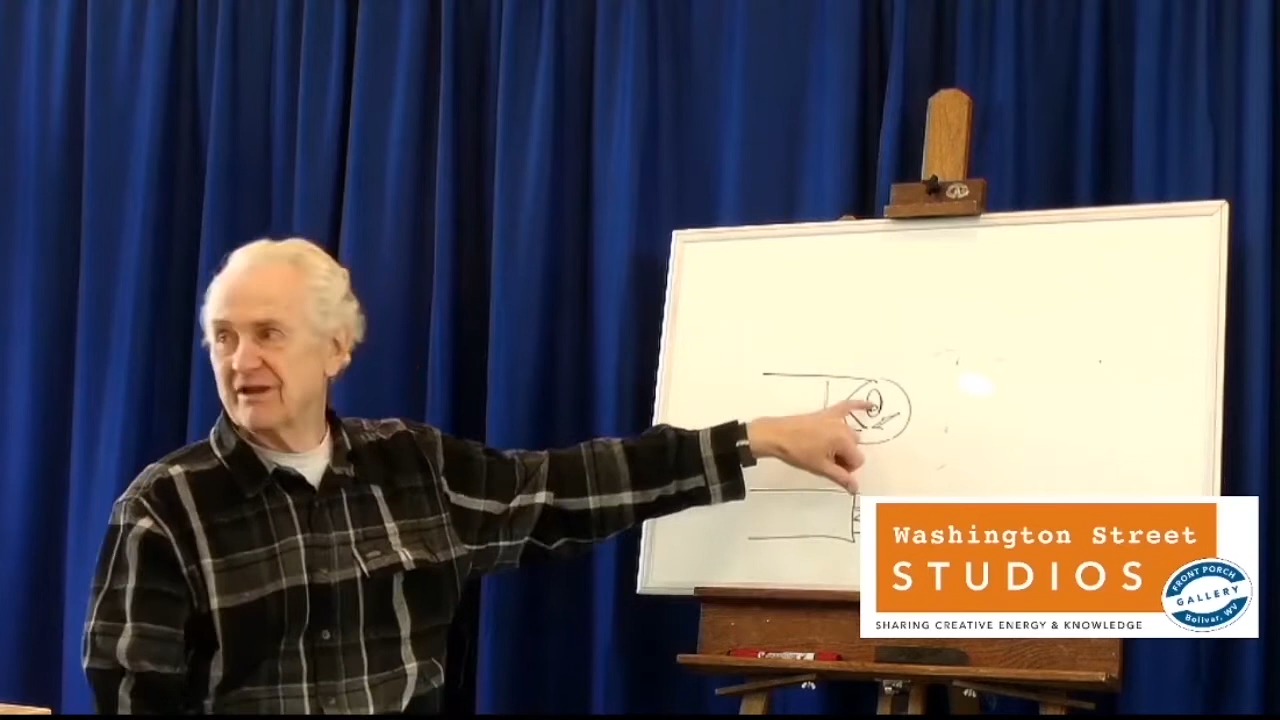 Washington Street
STUDIOS
SHARING CREATIVE ENERGY & KNOWLEDGE
FRONT PORCH
GALLERY
Bolivar, WV